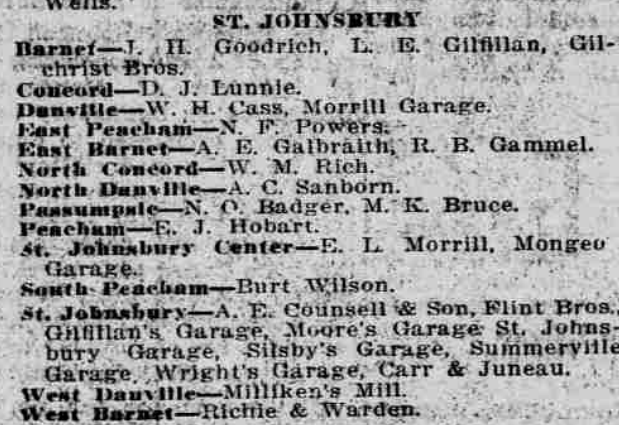 Wells.
ST. JOHNSBURY
Barnet—J. H. Goodrich, L. E. Gilfillan, Gil-
christ Bros.
Concord—D. J. Lunnie.
Danville—W. H. Cass, Morrill Garage.
East Peacham—N. F. Powers.
East Barnet—A. E. Galbraith, R. B. Gammel.
North Concord—W. M. Rich.
North Danville—A. C. Sanborn.
Passumpsic—N. O. Badger, M. K. Bruce.
Peacham—E. J. Hobart.
St. Johnsbury Center—E. L. Morrill, Mongeo
Garage.
South Peacham—Burt Wilson.
St. Johnsbury—A. E. Counsell & Son, Flint Bros.,
Gilfillan's Garage, Moore's Garage St. Johns-
bury Garage, Silsby's Garage, Summerville
Garage, Wright's Garage, Carr & Juneau.
West Danville—Milliken's Mill.
West Barnet—Richie & Warden.